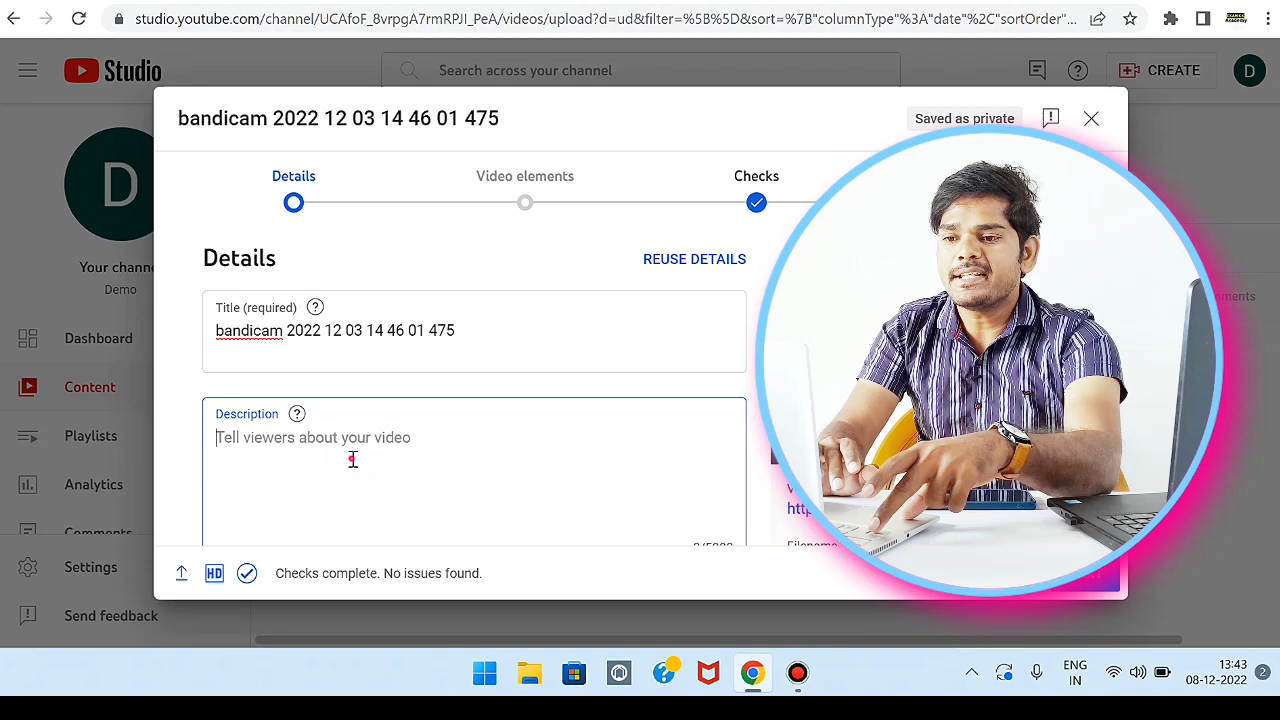 studio.youtube.com/channel/UCAfoF_8vrpgA7rmRPJI_PeA/videos/upload?d=ud&filter=%5B%5D&sort=%7B"columnType"%3A"date"%2C"sortOrder"...
Studio
Search across your channel
CREATE
D
bandicam 2022 12 03 14 46 01 475
Saved as private
D
Details
Video elements
Checks
Details
REUSE DETAILS
Your chann
Demo
Title (required)
bandicam 2022 12 03 14 46 01 475
Dashboard
Content
Playlists
Analytics
Comments
Settings
Send feedback
Description
Tell viewers about your video
Filename
HD
Checks complete. No issues found.
ENG
IN
13:43
08-12-2022
2